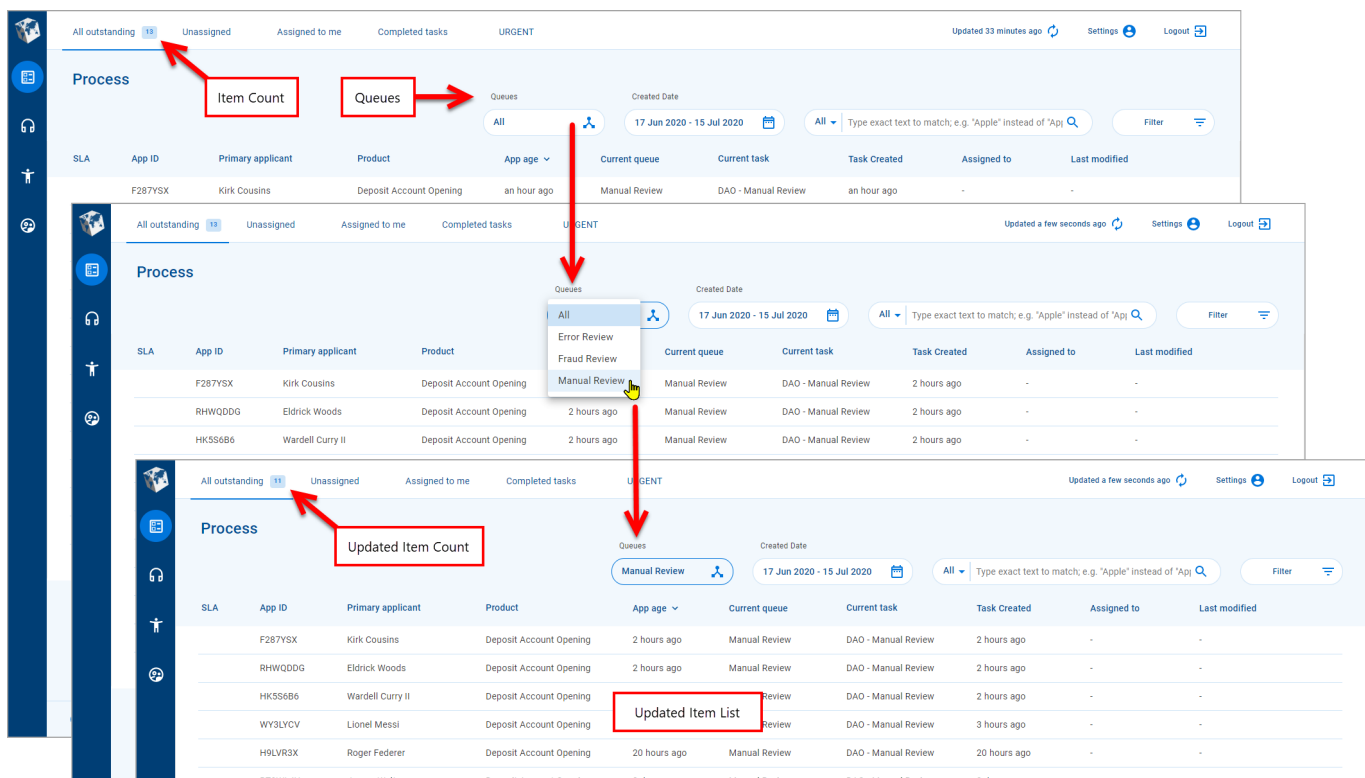 All outstanding 13 Unassigned Assigned to me Completed tasks URGENT Updated 33 minutes ago Settings Logout
Process
Item Count
Queues
Queues Created Date
All 17 Jun 2020 - 15 Jul 2020 All Type exact text to match; e.g. "Apple" instead of "Ap Filter
SLA App ID Primary applicant Product App age Current queue Current task Task Created Assigned to Last modified
F287YSX Kirk Cousins Deposit Account Opening an hour ago Manual Review DAO - Manual Review an hour ago - -
All outstanding 13 Unassigned Assigned to me Completed tasks URGENT Updated a few seconds ago Settings Logout
Process
Queues Created Date
All
Error Review
Fraud Review
Manual Review
17 Jun 2020 - 15 Jul 2020 All Type exact text to match; e.g. "Apple" instead of "Ap Filter
SLA App ID Primary applicant Product Current queue Current task Task Created Assigned to Last modified
F287YSX Kirk Cousins Deposit Account Opening Manual Review DAO - Manual Review 2 hours ago - -
RHWQDDG Eldrick Woods Deposit Account Opening 2 hours ago Manual Review DAO - Manual Review 2 hours ago - -
HK5S6B6 Wardell Curry II Deposit Account Opening 2 hours ago Manual Review DAO - Manual Review 2 hours ago - -
All outstanding 11 Unassigned Assigned to me Completed tasks URGENT Updated a few seconds ago Settings Logout
Process
Updated Item Count
Queues Created Date
Manual Review 17 Jun 2020 - 15 Jul 2020 All Type exact text to match; e.g. "Apple" instead of "Ap Filter
SLA App ID Primary applicant Product App age Current queue Current task Task Created Assigned to Last modified
F287YSX Kirk Cousins Deposit Account Opening 2 hours ago Manual Review DAO - Manual Review 2 hours ago - -
RHWQDDG Eldrick Woods Deposit Account Opening 2 hours ago Manual Review DAO - Manual Review 2 hours ago - -
HK5S6B6 Wardell Curry II Deposit Account Opening Review DAO - Manual Review 2 hours ago - -
Updated Item List
WY3LYCV Lionel Messi Deposit Account Opening Review DAO - Manual Review 3 hours ago - -
H9LVR3X Roger Federer Deposit Account Opening 20 hours ago Manual Review DAO - Manual Review 20 hours ago - -